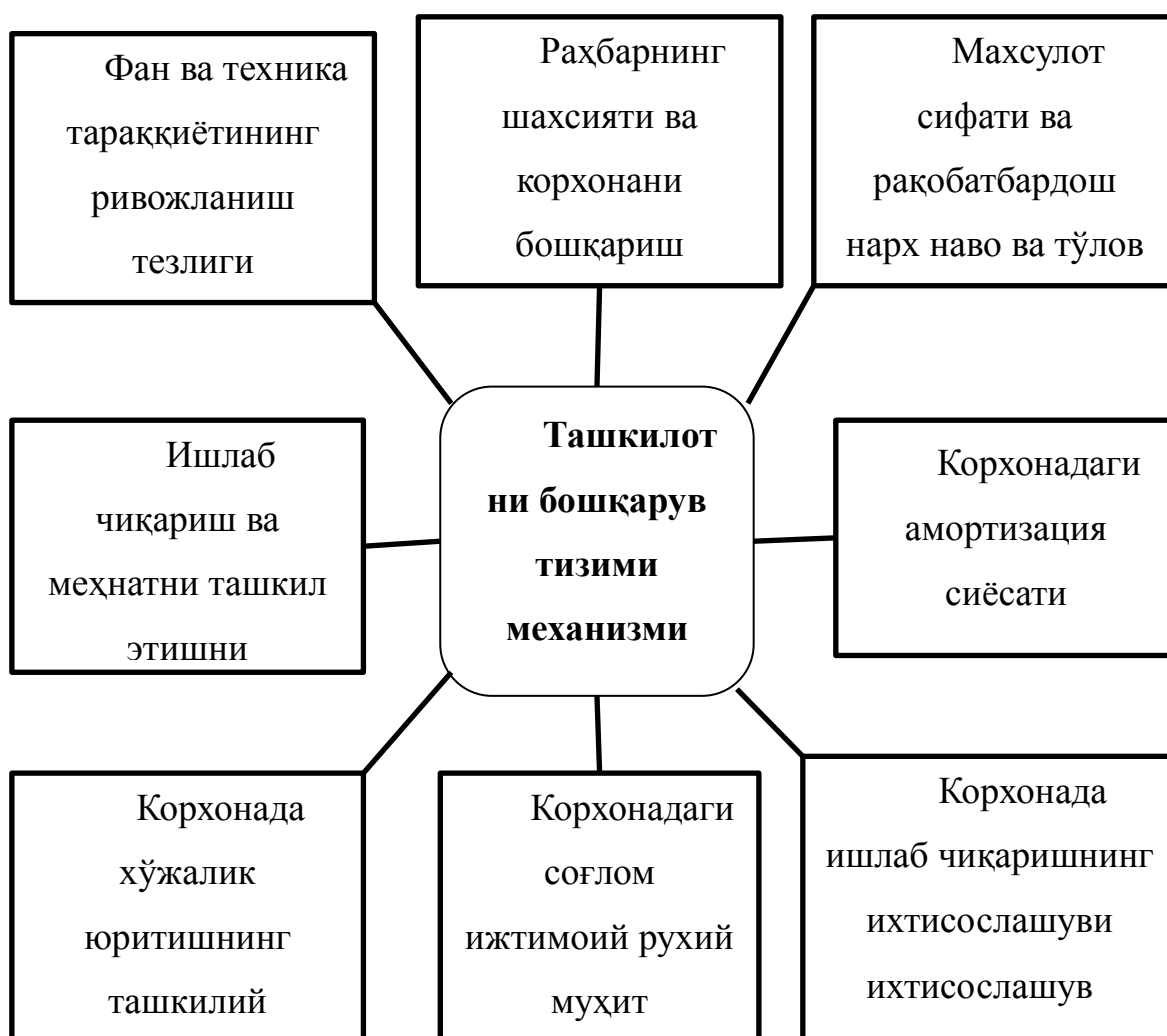 Фан ва техника
тараққиётининг
ривожланиш
тезлиги
Раҳбарнинг
шахсияти ва
корхонани
бошқариш
Махсулот
сифати ва
рақобатбардош
нарх наво ва тўлов
Ишлаб
чиқариш ва
меҳнатни ташкил
этишни
Ташкилот
ни бошқарув
тизими
механизми
Корхонадаги
амортизация
сиёсати
Корхонада
хўжалик
юритишнинг
ташкилий
Корхонадаги
соғлом
ижтимоий рухий
муҳит
Корхонада
ишлаб чиқаришнинг
ихтисослашуви
ихтисослашув